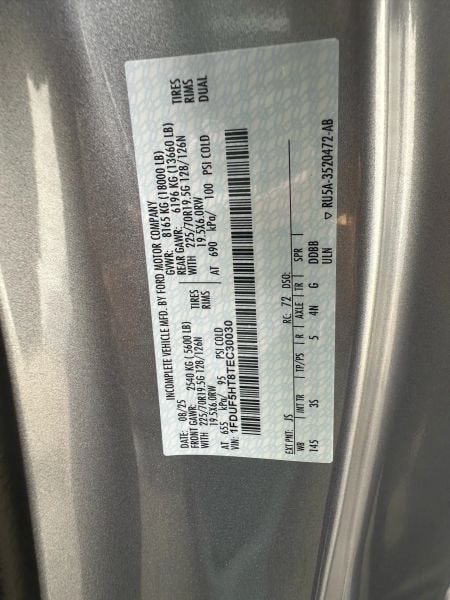 INCOMPLETE VEHICLE MFD. BY FORD MOTOR COMPANY
DATE: 08/25 GVWR: 8165 KG (18000 LB)
FRONT GAWR: 2540 KG (5600 LB) REAR GAWR: 6196 KG (13660 LB)
WITH 225/70R19.5G 128/126N TIRES WITH 225/70R19.5G 128/126N TIRES
19.5X6.0RW RIMS 19.5X6.0RW RIMS
AT 655 kPa/ 95 PSI COLD AT 690 kPa/ 100 PSI COLD DUAL
1FDUF5HT8TEC30030
EXT PNT: JS RC: 72 DSO:
WB INT TR TP/PS R AXLE TR SPR
145 3S 5 4N G DDBB
ULN
▽ RU5A-3520472-AB